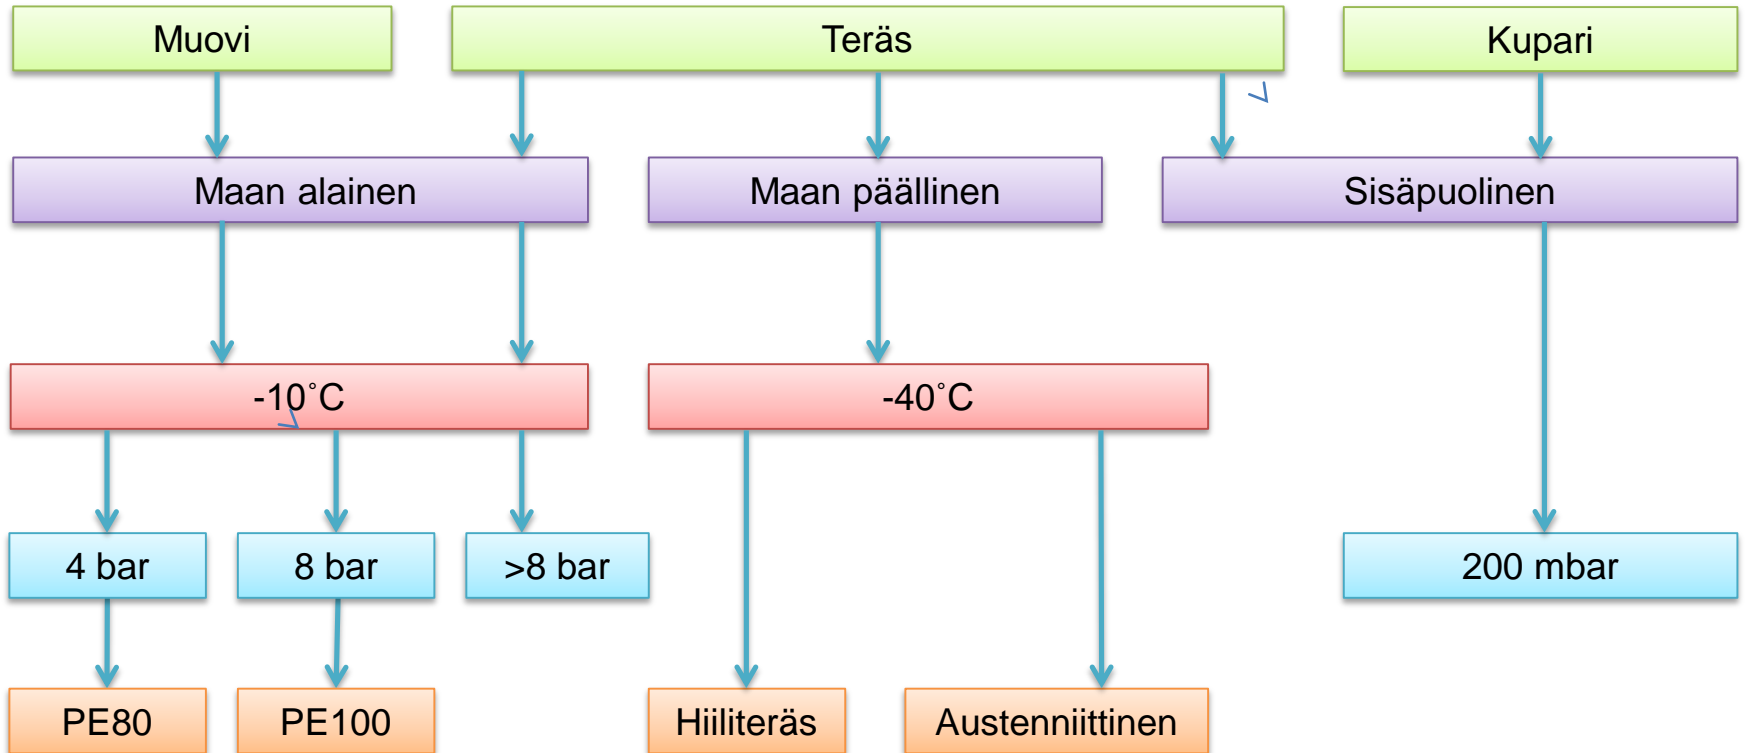 Muovi
Teräs
Kupari
Maan alainen
Maan päällinen
Sisäpuolinen
-10˚C
-40˚C
4 bar
8 bar
>8 bar
200 mbar
PE80
PE100
Hiiliteräs
Austenniittinen